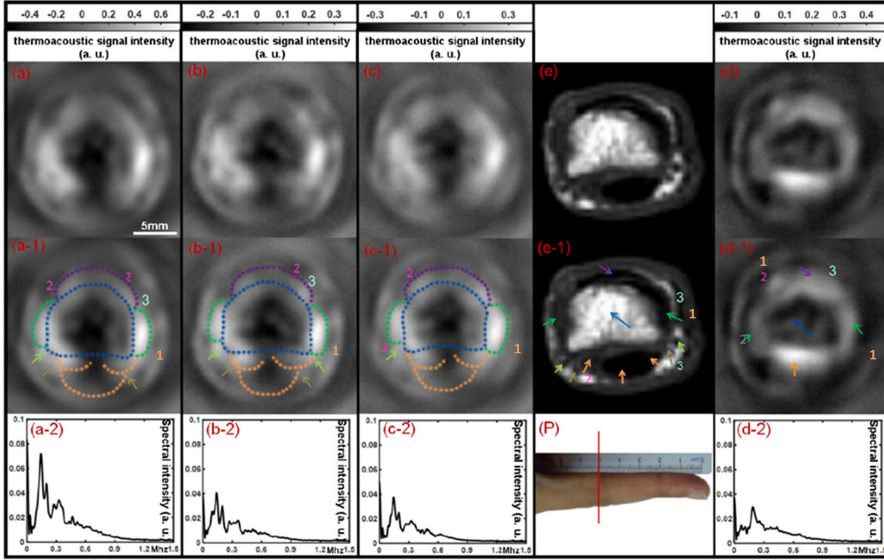 -0.2 0 0.2 0.4 0.6
-0.2 -0.1 0 0.1 0.2 0.3
-0.3 0 0.3
-0.4 -0.1 0.1 0.4
thermoacoustic signal intensity
(a. u.)
thermoacoustic signal intensity
(a. u.)
thermoacoustic signal intensity
(a. u.)
thermoacoustic signal intensity
(a. u.)
(a)
(b)
(c)
(e)
(d)
5mm
(a-1)
2 2
3
1
(b-1)
2
3
1
(c-1)
2
2
(e-1)
3
1
2
3
(d-1)
1
2
3
2
1
(a-2)
0.1
0.08
0.06
0.04
0.02
0
0 0.3 0.6 0.9 1.2 Mhz 1.5
Spectral intensity (a. u.)
(b-2)
0.1
0.08
0.06
0.04
0.02
0
0 0.3 0.6 0.9 1.2 Mhz 1.5
Spectral intensity (a. u.)
(c-2)
0.1
0.08
0.06
0.04
0.02
0
0 0.3 0.6 0.9 1.2 Mhz 1.5
Spectral intensity (a. u.)
(P)
(d-2)
0.1
0.08
0.06
0.04
0.02
0
0 0.3 0.6 0.9 1.2 Mhz 1.5
Spectral intensity (a. u.)